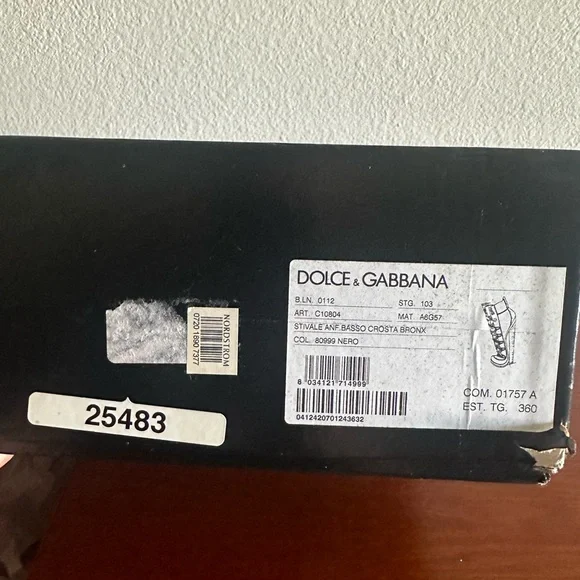 DOLCE & GABBANA
B.LN. 0112 STG. 103
ART. C10804 MAT A6G57
STIVALE ANF.BASSO CROSTA BRONX
COL. 80999 NERO
8 034121 714999
0412420701243632
COM. 01757 A
EST. TG. 360
NORDSTROM
0720 1690 7377
25483